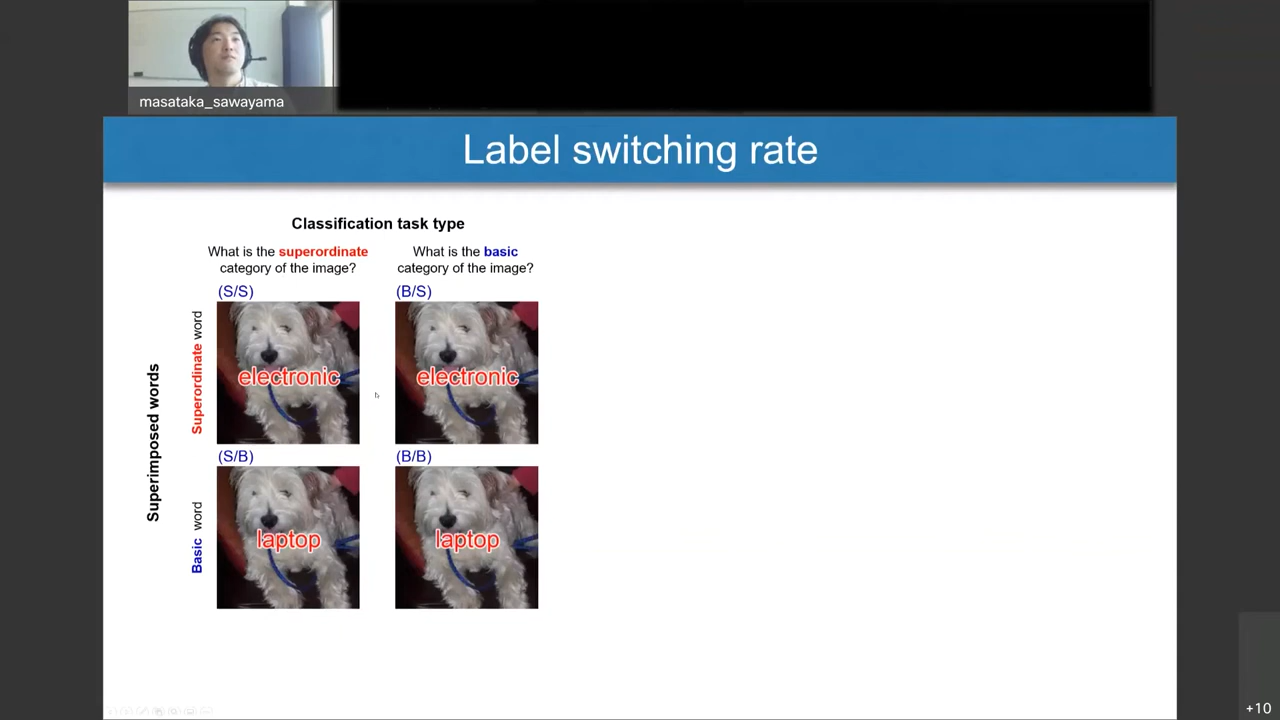 masataka_sawayama
Label switching rate
Classification task type
What is the superordinate
category of the image?
What is the basic
category of the image?
(S/S)
(B/S)
Superimposed words
Superordinate word
electronic
electronic
(S/B)
(B/B)
Basic word
laptop
laptop
+10